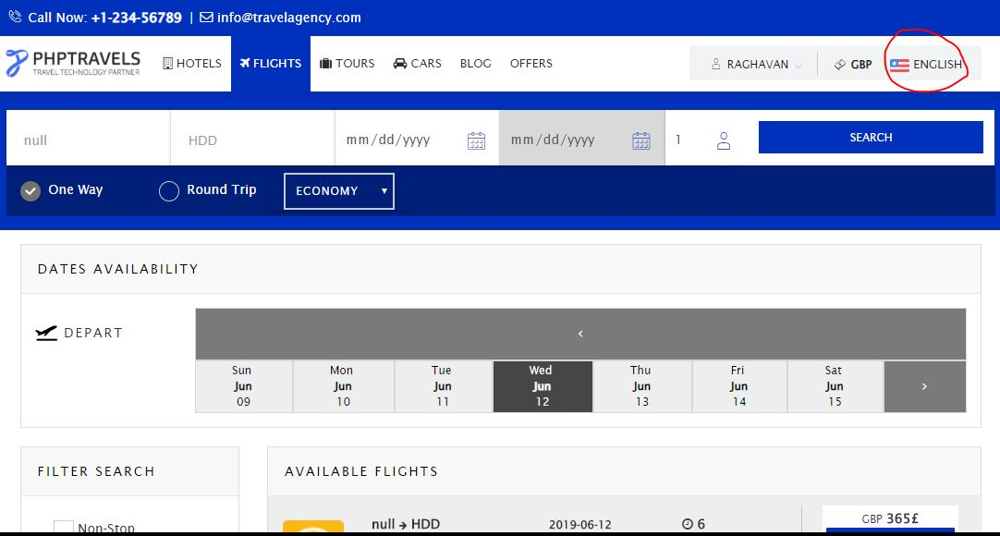 Call Now: +1-234-56789 | info@travelagency.com
PHPTRAVELS
TRAVEL TECHNOLOGY PARTNER
HOTELS FLIGHTS TOURS CARS BLOG OFFERS RAGHAVAN GBP ENGLISH
null HDD mm/dd/yyyy mm/dd/yyyy 1 SEARCH
One Way Round Trip ECONOMY
DATES AVAILABILITY
DEPART
Sun Mon Tue Wed Thu Fri Sat
Jun Jun Jun Jun Jun Jun Jun
09 10 11 12 13 14 15
FILTER SEARCH AVAILABLE FLIGHTS
Non-Stop null → HDD 2019-06-12 6 GBP 365£